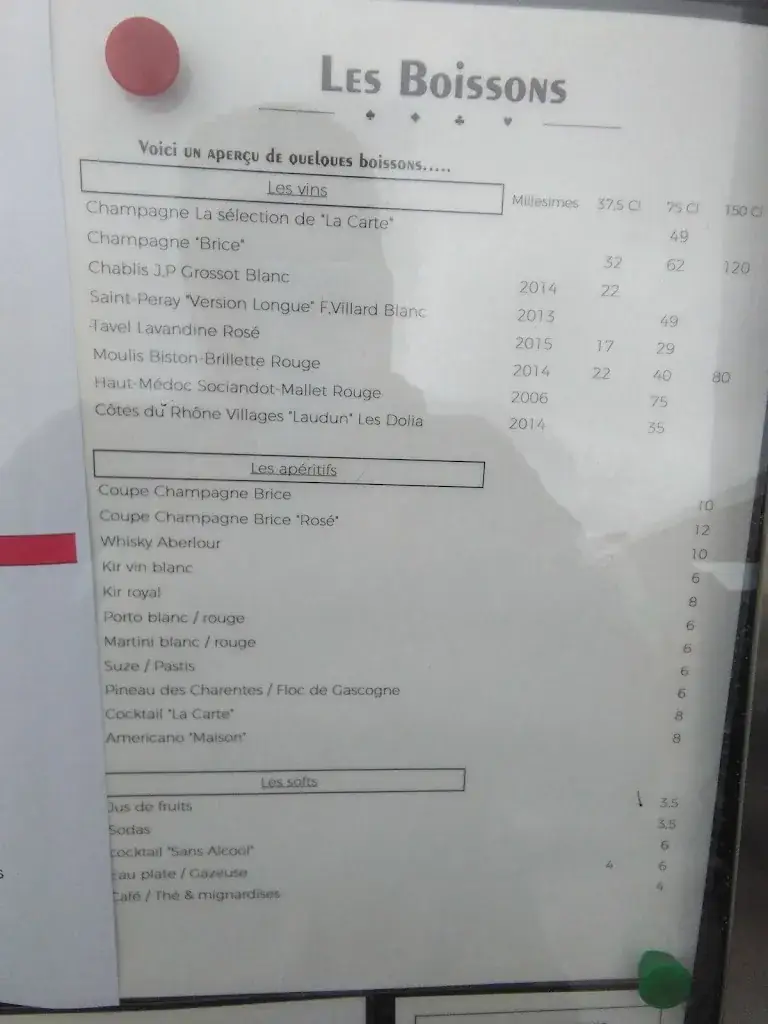 Les Boissons
Voici un aperçu de quelques boissons.....
Les vins Millesimes 37,5 Cl 75 Cl 150 Cl
Champagne La sélection de "La Carte" 49
Champagne "Brice" 32 62 120
Chablis J.P Grossot Blanc 2014 22
Saint-Peray "Version Longue" F.Villard Blanc 2013 49
Tavel Lavandine Rosé 2015 17 29
Moulis Biston-Brillette Rouge 2014 22 40 80
Haut-Médoc Sociandot-Mallet Rouge 2006 75
Côtes du Rhône Villages "Laudun" Les Dolia 2014 35
Les apéritifs
Coupe Champagne Brice 10
Coupe Champagne Brice "Rosé" 12
Whisky Aberlour 10
Kir vin blanc 6
Kir royal 8
Porto blanc / rouge 6
Martini blanc / rouge 6
Suze / Pastis 6
Pineau des Charentes / Floc de Gascogne 6
Cocktail "La Carte" 8
Americano "Maison" 8
Les softs
Jus de fruits 3.5
Sodas 3.5
Cocktail "Sans Alcool" 6
Eau plate / Gazeuse 4 6
Café / Thé & mignardises 4